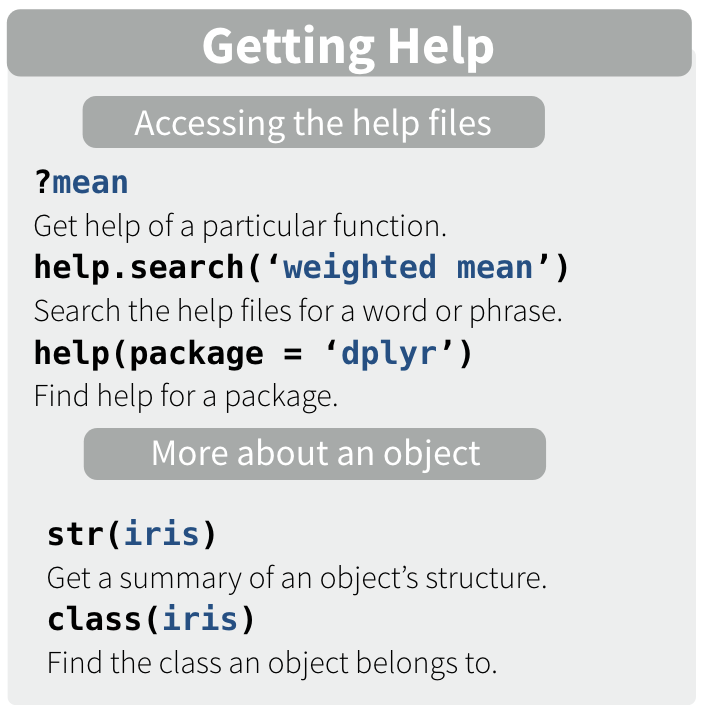 Getting Help
Accessing the help files
?mean
Get help of a particular function.
help.search(‘weighted mean’)
Search the help files for a word or phrase.
help(package = ‘dplyr’)
Find help for a package.
More about an object
str(iris)
Get a summary of an object’s structure.
class(iris)
Find the class an object belongs to.